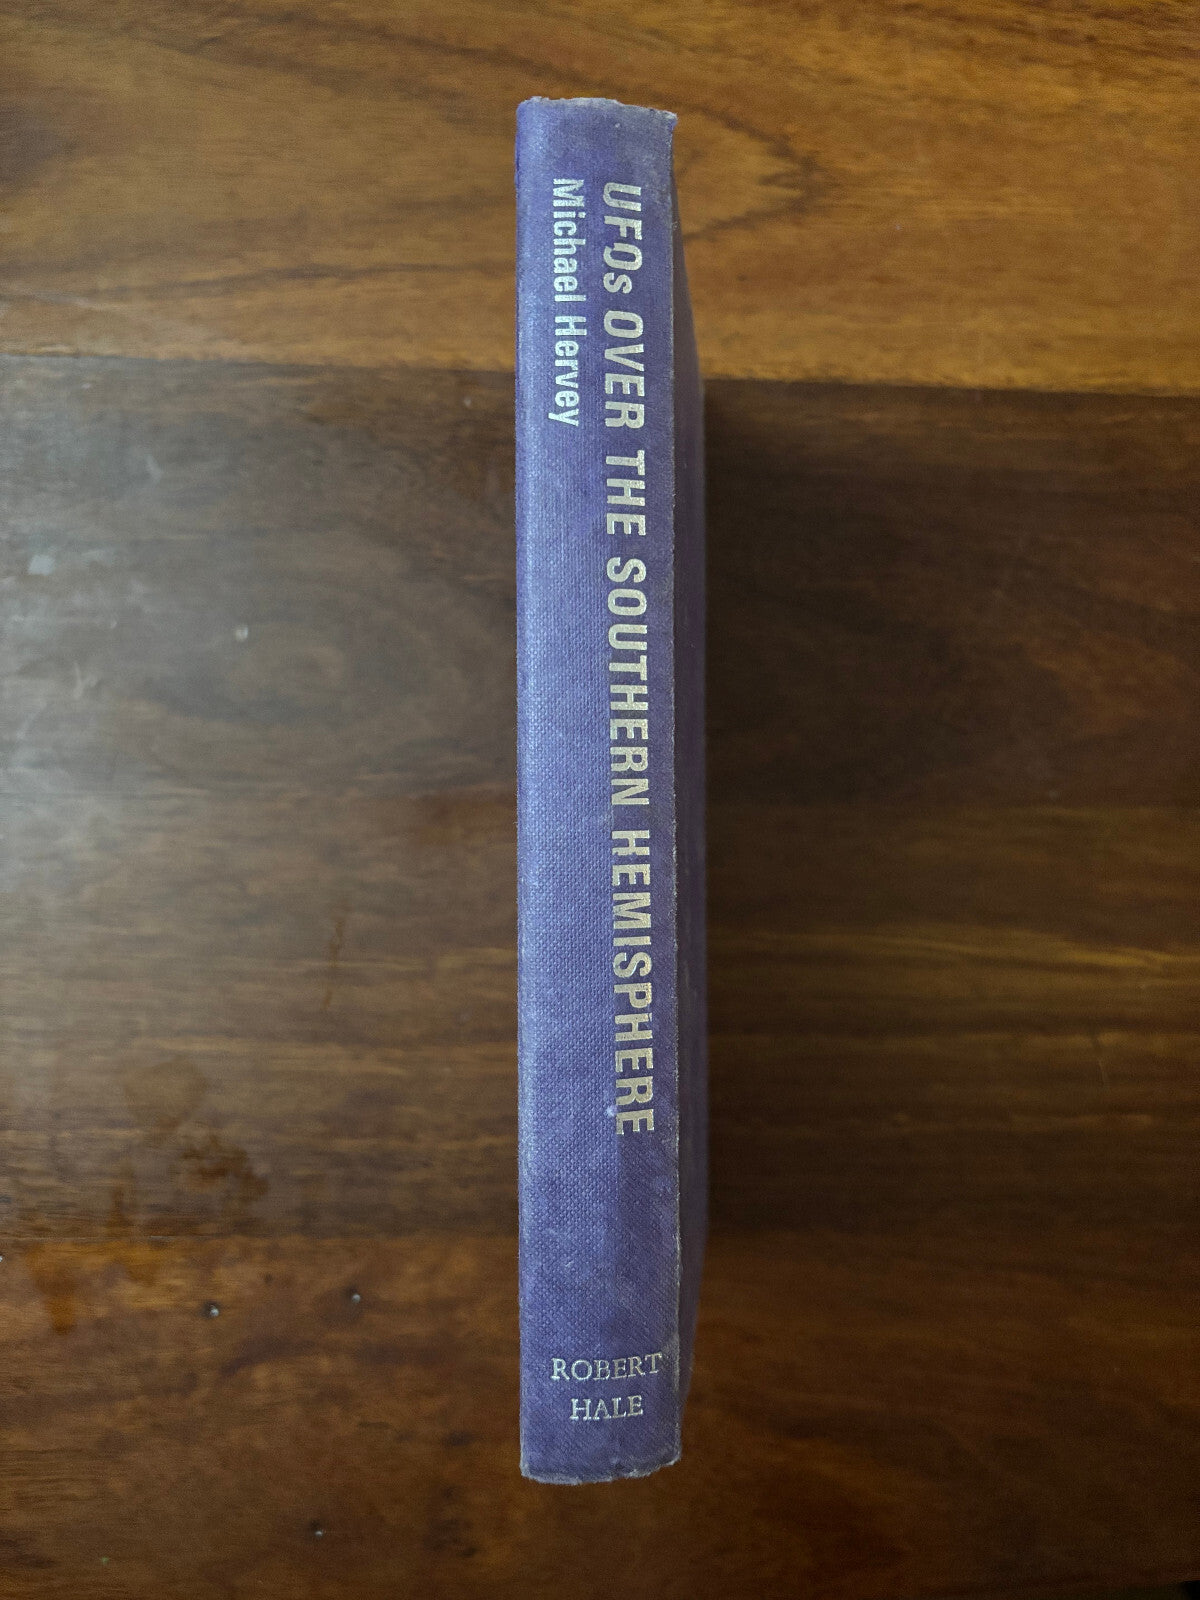 UFOs OVER THE SOUTHERN HEMISPHERE
Michael Hervey
ROBERT
HALE